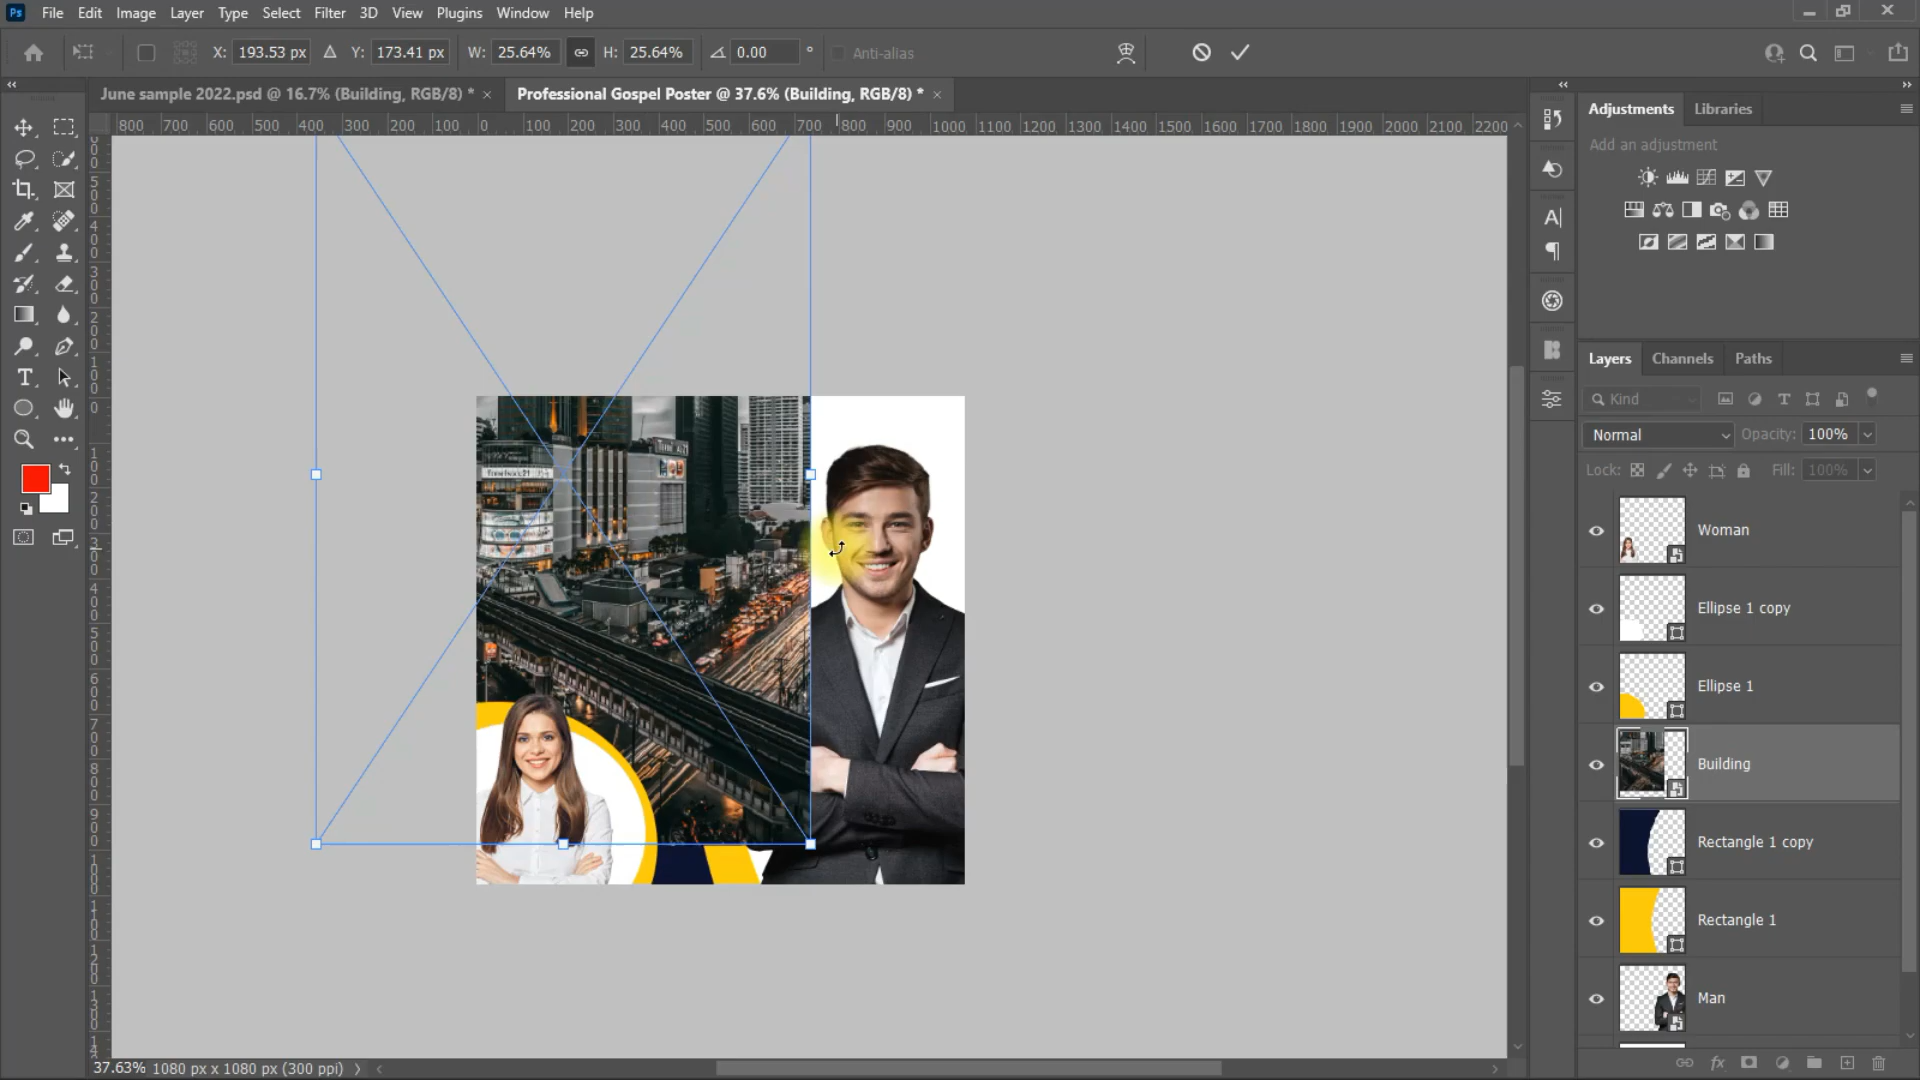 Ps File Edit Image Layer Type Select Filter 3D View Plugins Window Help
X: 193.53 px Y: 173.41 px W: 25.64% H: 25.64% 0.00 ° Anti-alias
June sample 2022.psd @ 16.7% (Building, RGB/8) * ×
Professional Gospel Poster @ 37.6% (Building, RGB/8) * ×
800 700 600 500 400 300 200 100 0 100 200 300 400 500 600 700 800 900 1000 1100 1200 1300 1400 1500 1600 1700 1800 1900 2000 2100 2200
Adjustments Libraries
Add an adjustment
Layers Channels Paths
Kind
Normal Opacity: 100%
Lock: Fill: 100%
Woman
Ellipse 1 copy
Ellipse 1
Building
Rectangle 1 copy
Rectangle 1
Man
37.63% 1080 px x 1080 px (300 ppi)